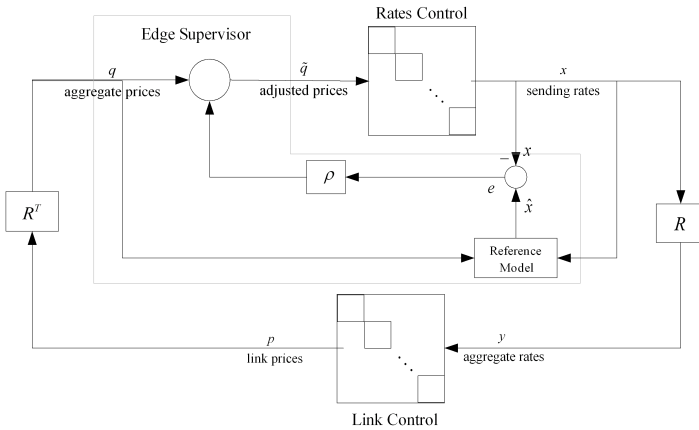 Rates Control
Edge Supervisor
q
aggregate prices
q̃
adjusted prices
x
sending rates
− x
ρ
e
x̂
R^T
R
Reference
Model
p
link prices
y
aggregate rates
Link Control